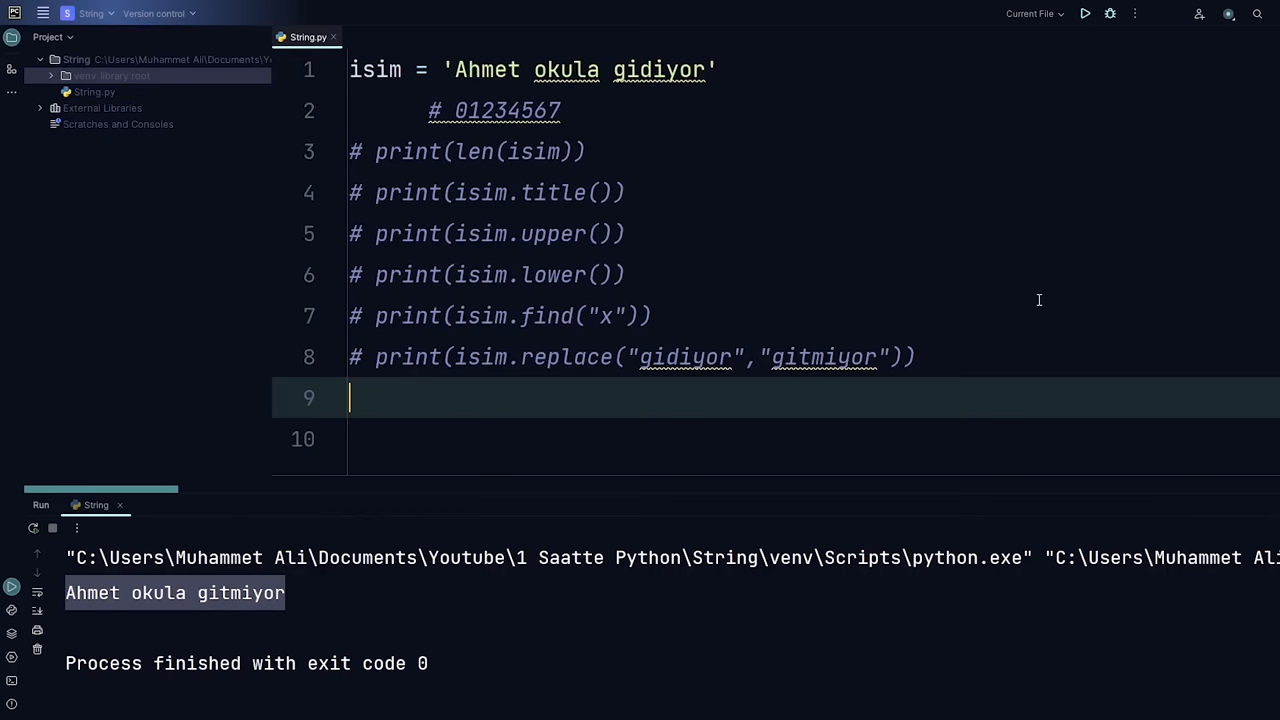 PC
S String Version control Current File
Project String.py
String C:\Users\Muhammet Ali\Documents\Y
venv library root
String.py
External Libraries
Scratches and Consoles
1 isim = 'Ahmet okula gidiyor'
2 # 01234567
3 # print(len(isim))
4 # print(isim.title())
5 # print(isim.upper())
6 # print(isim.lower())
7 # print(isim.find("x"))
8 # print(isim.replace("gidiyor","gitmiyor"))
9
10
Run String
"C:\Users\Muhammet Ali\Documents\Youtube\1 Saatte Python\String\venv\Scripts\python.exe" "C:\Users\Muhammet Ali
Ahmet okula gitmiyor
Process finished with exit code 0